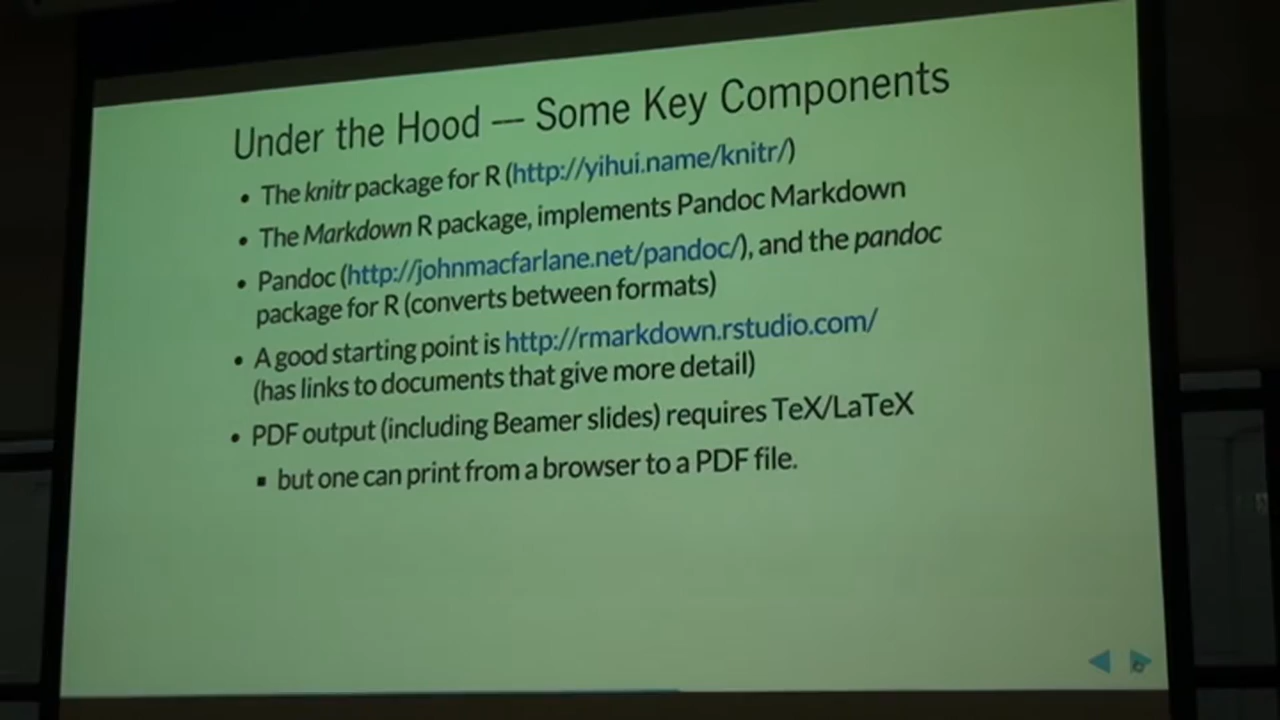 Under the Hood — Some Key Components
• The knitr package for R (http://yihui.name/knitr/)
• The Markdown R package, implements Pandoc Markdown
• Pandoc (http://johnmacfarlane.net/pandoc/), and the pandoc
package for R (converts between formats)
• A good starting point is http://rmarkdown.rstudio.com/
(has links to documents that give more detail)
• PDF output (including Beamer slides) requires TeX/LaTeX
▪ but one can print from a browser to a PDF file.